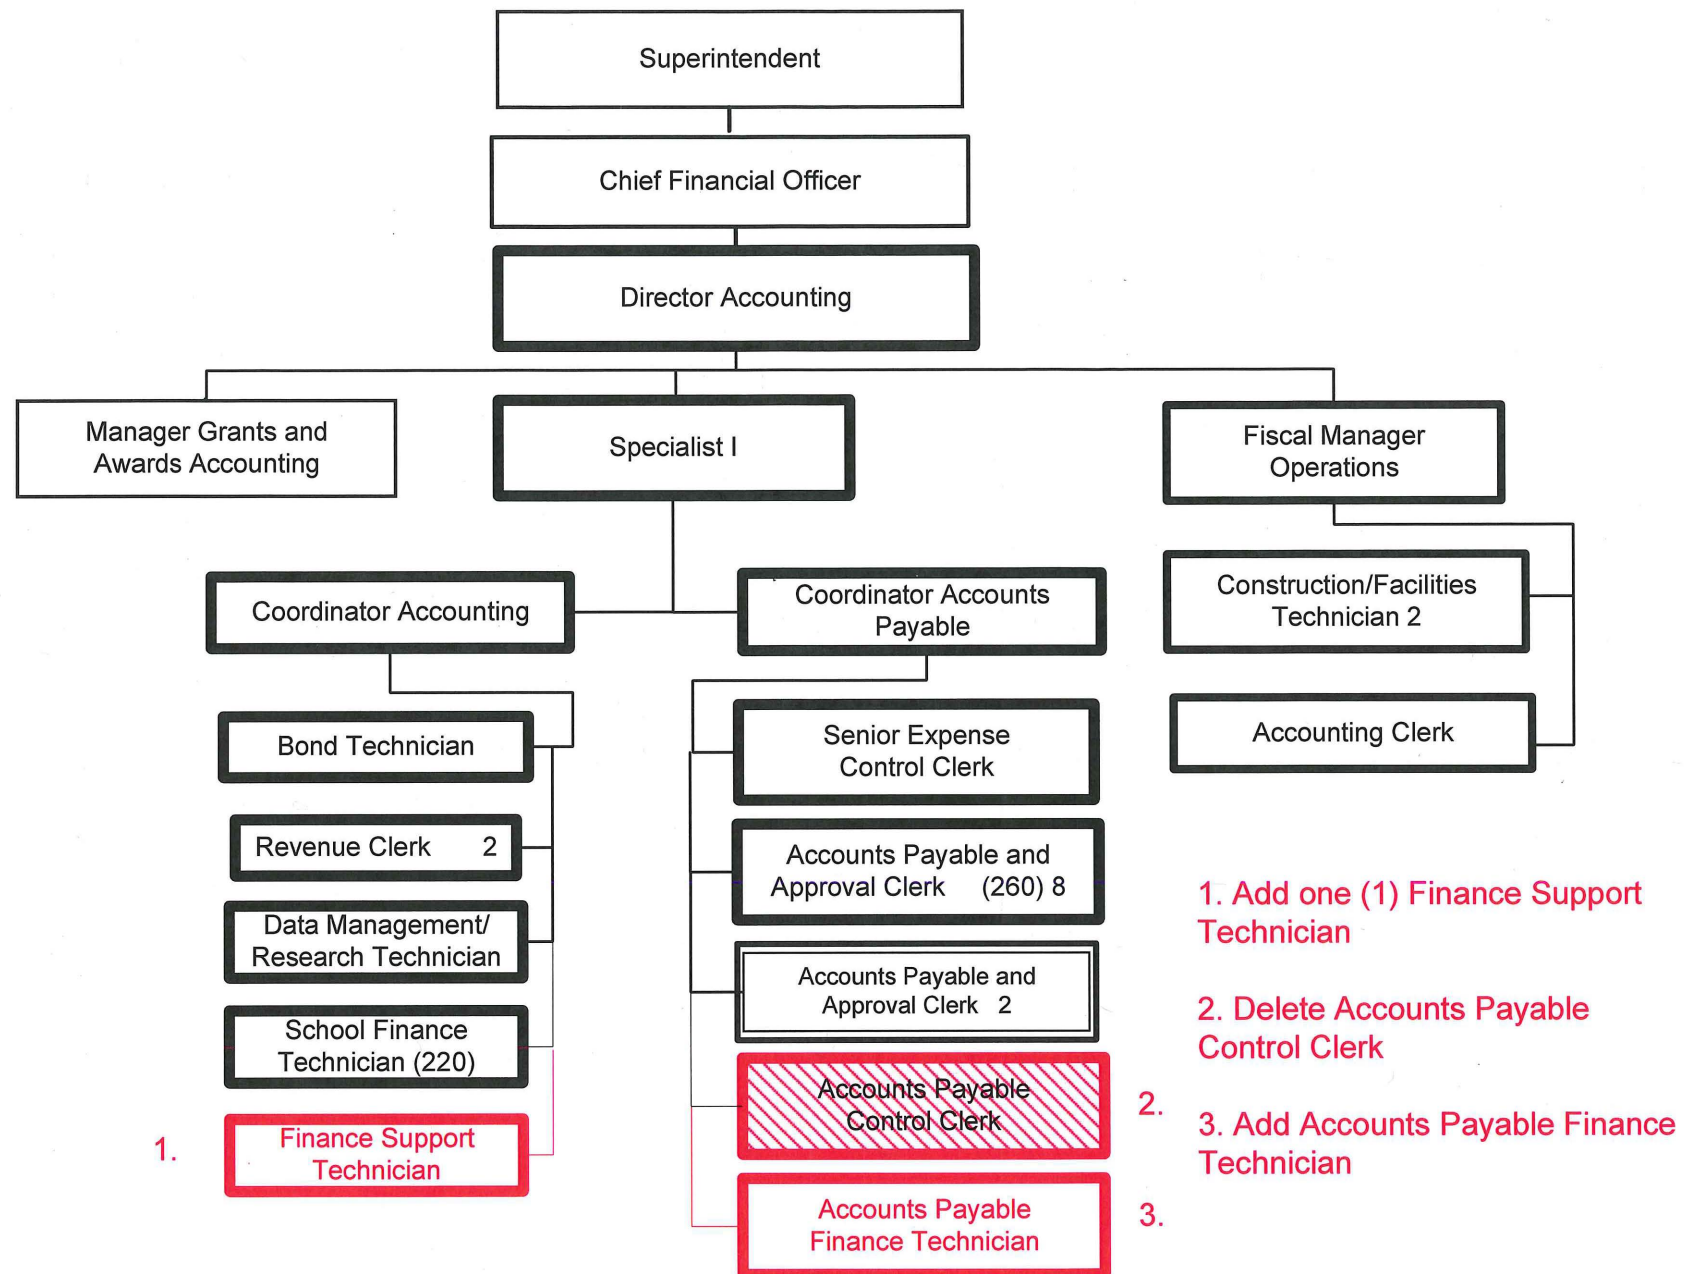 Superintendent
Chief Financial Officer
Director Accounting
Manager Grants and
Awards Accounting
Specialist I
Fiscal Manager
Operations
Coordinator Accounting
Coordinator Accounts
Payable
Construction/Facilities
Technician 2
Accounting Clerk
Bond Technician
Revenue Clerk 2
Data Management/
Research Technician
School Finance
Technician (220)
1.
Finance Support
Technician
Senior Expense
Control Clerk
Accounts Payable and
Approval Clerk (260) 8
Accounts Payable and
Approval Clerk 2
Accounts Payable
Control Clerk
2.
Accounts Payable
Finance Technician
3.
1. Add one (1) Finance Support
Technician
2. Delete Accounts Payable
Control Clerk
3. Add Accounts Payable Finance
Technician